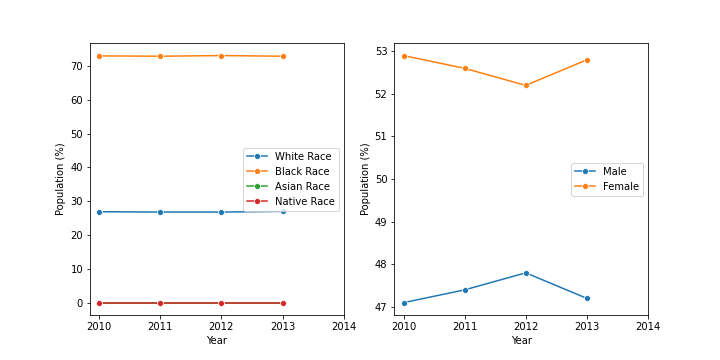 70
60
50
40
30
20
10
0
Population (%)
2010 2011 2012 2013 2014
Year
White Race
Black Race
Asian Race
Native Race
53
52
51
50
49
48
47
Population (%)
2010 2011 2012 2013 2014
Year
Male
Female